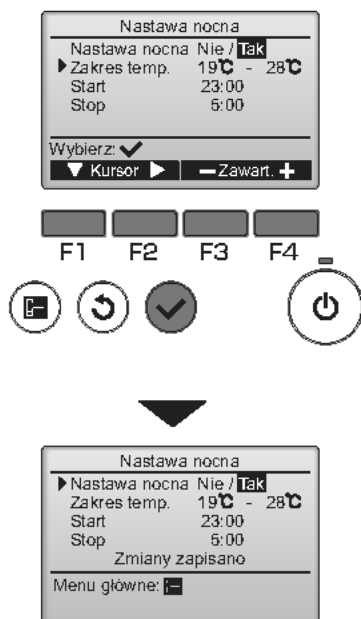 Nastawa nocna
Nastawa nocna Nie / Tak
Zakres temp. 19℃ - 28℃
Start 23:00
Stop 5:00
Wybierz:
Kursor Zawart.
F1 F2 F3 F4
Nastawa nocna
Nastawa nocna Nie / Tak
Zakres temp. 19℃ - 28℃
Start 23:00
Stop 5:00
Zmiany zapisano
Menu główne: